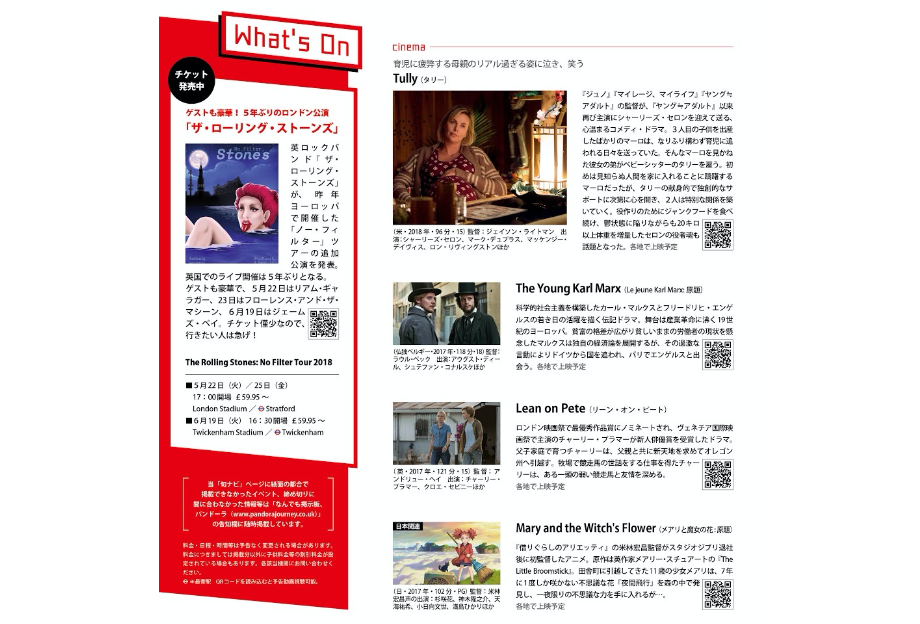 What's On
チケット
発売中
ゲストも豪華！ 5年ぶりのロンドン公演
「ザ・ローリング・ストーンズ」
No Filter
Stones
英ロックバ
ンド「ザ・
ローリング・
ストーンズ」
が、昨年
ヨーロッパ
で開催した
「ノー・フィ
ルター」ツ
アーの追加
公演を発表。
英国でのライブ開催は5年ぶりとなる。
ゲストも豪華で、5月22日はリアム・ギャ
ラガー、23日はフローレンス・アンド・ザ・
マシーン、6月19日はジェーム
ズ・ベイ。チケット僅少なので、
行きたい人は急げ！
The Rolling Stones: No Filter Tour 2018
■5月22日（火）／25日（金）
17：00開場 £59.95〜
London Stadium／ Stratford
■6月19日（火） 16：30開場 £59.95〜
Twickenham Stadium／ Twickenham
当「旬ナビ」ページに紙面の都合で
掲載できなかったイベント、締め切りに
間に合わなかった情報等は「なんでも掲示板、
パンドーラ（www.pandorajourney.co.uk）」
の告知欄に随時掲載しています。
料金・日程・時間等は予告なく変更される場合があります。
料金につきましては掲載分以外に子供料金等の割引料金が設
定されている場合もあります。各該当機関にお問い合わせく
ださい。
=最寄駅 QRコードを読み込むと予告動画視聴可能。
cinema
育児に疲弊する母親のリアル過ぎる姿に泣き、笑う
Tully（タリー）
（米・2018年・96分・15）監督：ジェイソン・ライトマン 出
演：シャーリーズ・セロン、マーク・デュプラス、マッケンジー・
デイヴィス、ロン・リヴィングストンほか
『ジュノ』『マイレージ、マイライフ』『ヤング≒
アダルト』の監督が、『ヤング≒アダルト』以来
再び主演にシャーリーズ・セロンを迎えて送る、
心温まるコメディ・ドラマ。3人目の子供を出産
したばかりのマーロは、なりふり構わず育児に追
われる日々を送っていた。そんなマーロを見かね
た彼女の弟がベビーシッターのタリーを雇う。初
めは見知らぬ人間を家に入れることに躊躇する
マーロだったが、タリーの献身的で独創的なサ
ポートに次第に心を開き、2人は特別な関係を築
いていく。役作りのためにジャンクフードを食べ
続け、鬱状態に陥りながらも20キロ
以上体重を増量したセロンの役者魂も
話題となった。各地で上映予定
The Young Karl Marx（Le jeune Karl Marx: 原題）
（仏独ベルギー・2017年・118分・18）監督：
ラウル・ペック 出演：アウグスト・ディー
ル、シュテファン・コナルスケほか
科学的社会主義を構築したカール・マルクスとフリードリヒ・エンゲ
ルスの若き日の活躍を描く伝記ドラマ。舞台は産業革命に沸く19世
紀のヨーロッパ。貧富の格差が広がり貧しいままの労働者の現状を懸
念したマルクスは独自の経済論を展開するが、その過激な
言動によりドイツから国を追われ、パリでエンゲルスと出
会う。各地で上映予定
Lean on Pete（リーン・オン・ピート）
（英・2017年・121分・15）監督：ア
ンドリュー・ヘイ 出演：チャーリー・
プラマー、クロエ・セビニーほか
ロンドン映画祭で最優秀作品賞にノミネートされ、ヴェネチア国際映
画祭で主演のチャーリー・プラマーが新人俳優賞を受賞したドラマ。
父子家庭で育つチャーリーは、父親と共に新天地を求めてオレゴン
州へ引越す。牧場で競走馬の世話をする仕事を得たチャー
リーは、ある一頭の弱い競走馬と友情を深める。
各地で上映予定
日本関連
Mary and the Witch's Flower（メアリと魔女の花：原題）
（日・2017年・102分・PG）監督：米林
宏昌声の出演：杉咲花、神木隆之介、天
海祐希、小日向文世、満島ひかりほか
『借りぐらしのアリエッティ』の米林宏昌監督がスタジオジブリ退社
後に初監督したアニメ。原作は英作家メアリー・スチュアートの『The
Little Broomstick』。田舎町に引越してきた11歳の少女メアリは、7年
に1度しか咲かない不思議な花「夜間飛行」を森の中で発
見し、一夜限りの不思議な力を手に入れるが…。
各地で上映予定